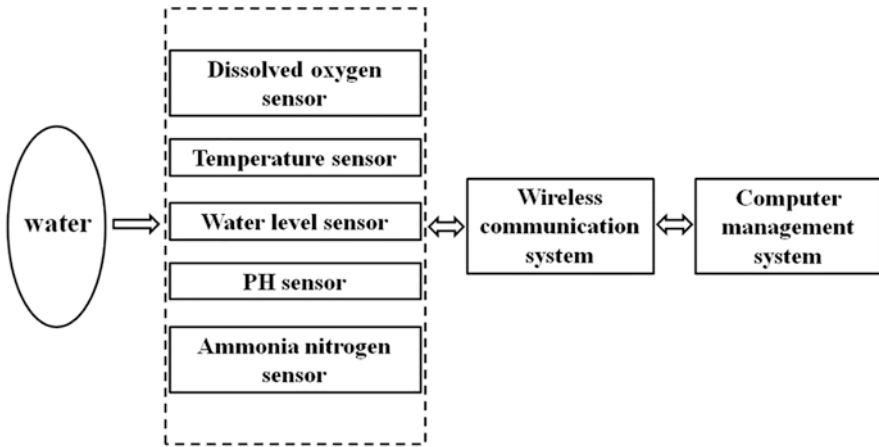 water
Dissolved oxygen
sensor
Temperature sensor
Water level sensor
PH sensor
Ammonia nitrogen
sensor
Wireless
communication
system
Computer
management
system